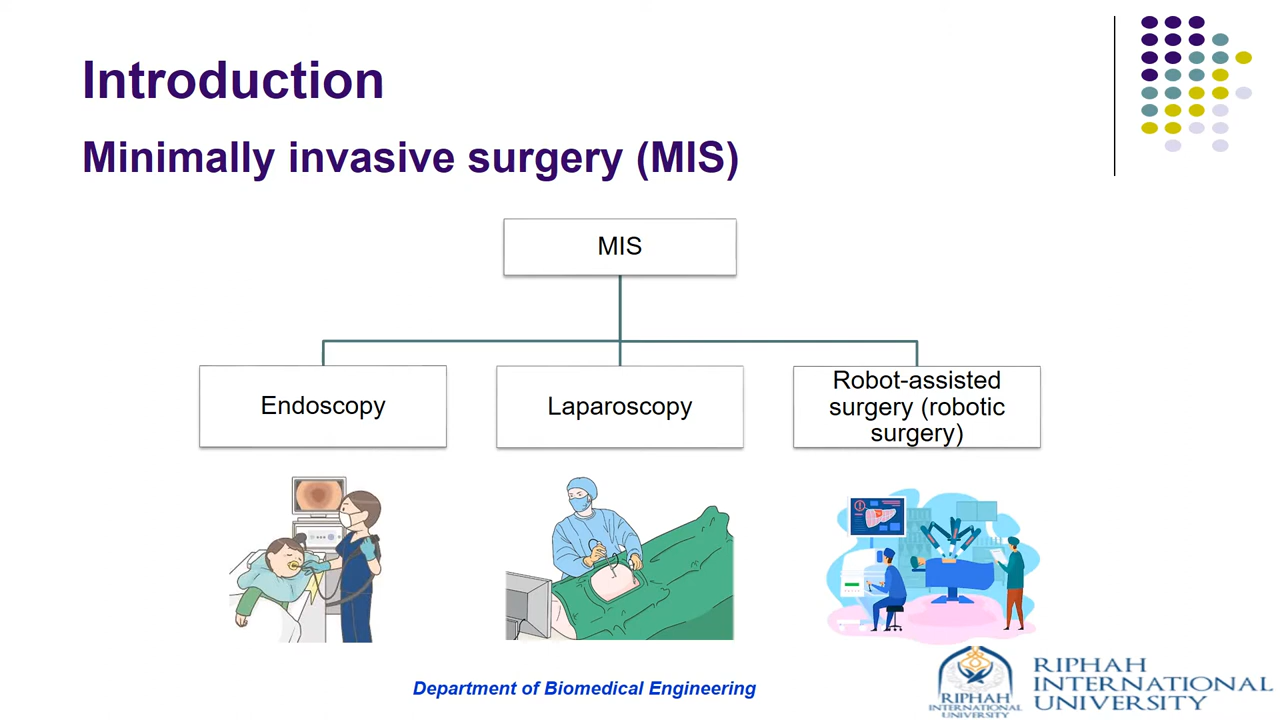 Introduction
Minimally invasive surgery (MIS)
MIS
Endoscopy
Laparoscopy
Robot-assisted
surgery (robotic
surgery)
Department of Biomedical Engineering
RIPHAH
INTERNATIONAL
UNIVERSITY
RIPHAH
INTERNATIONAL
UNIVERSITY